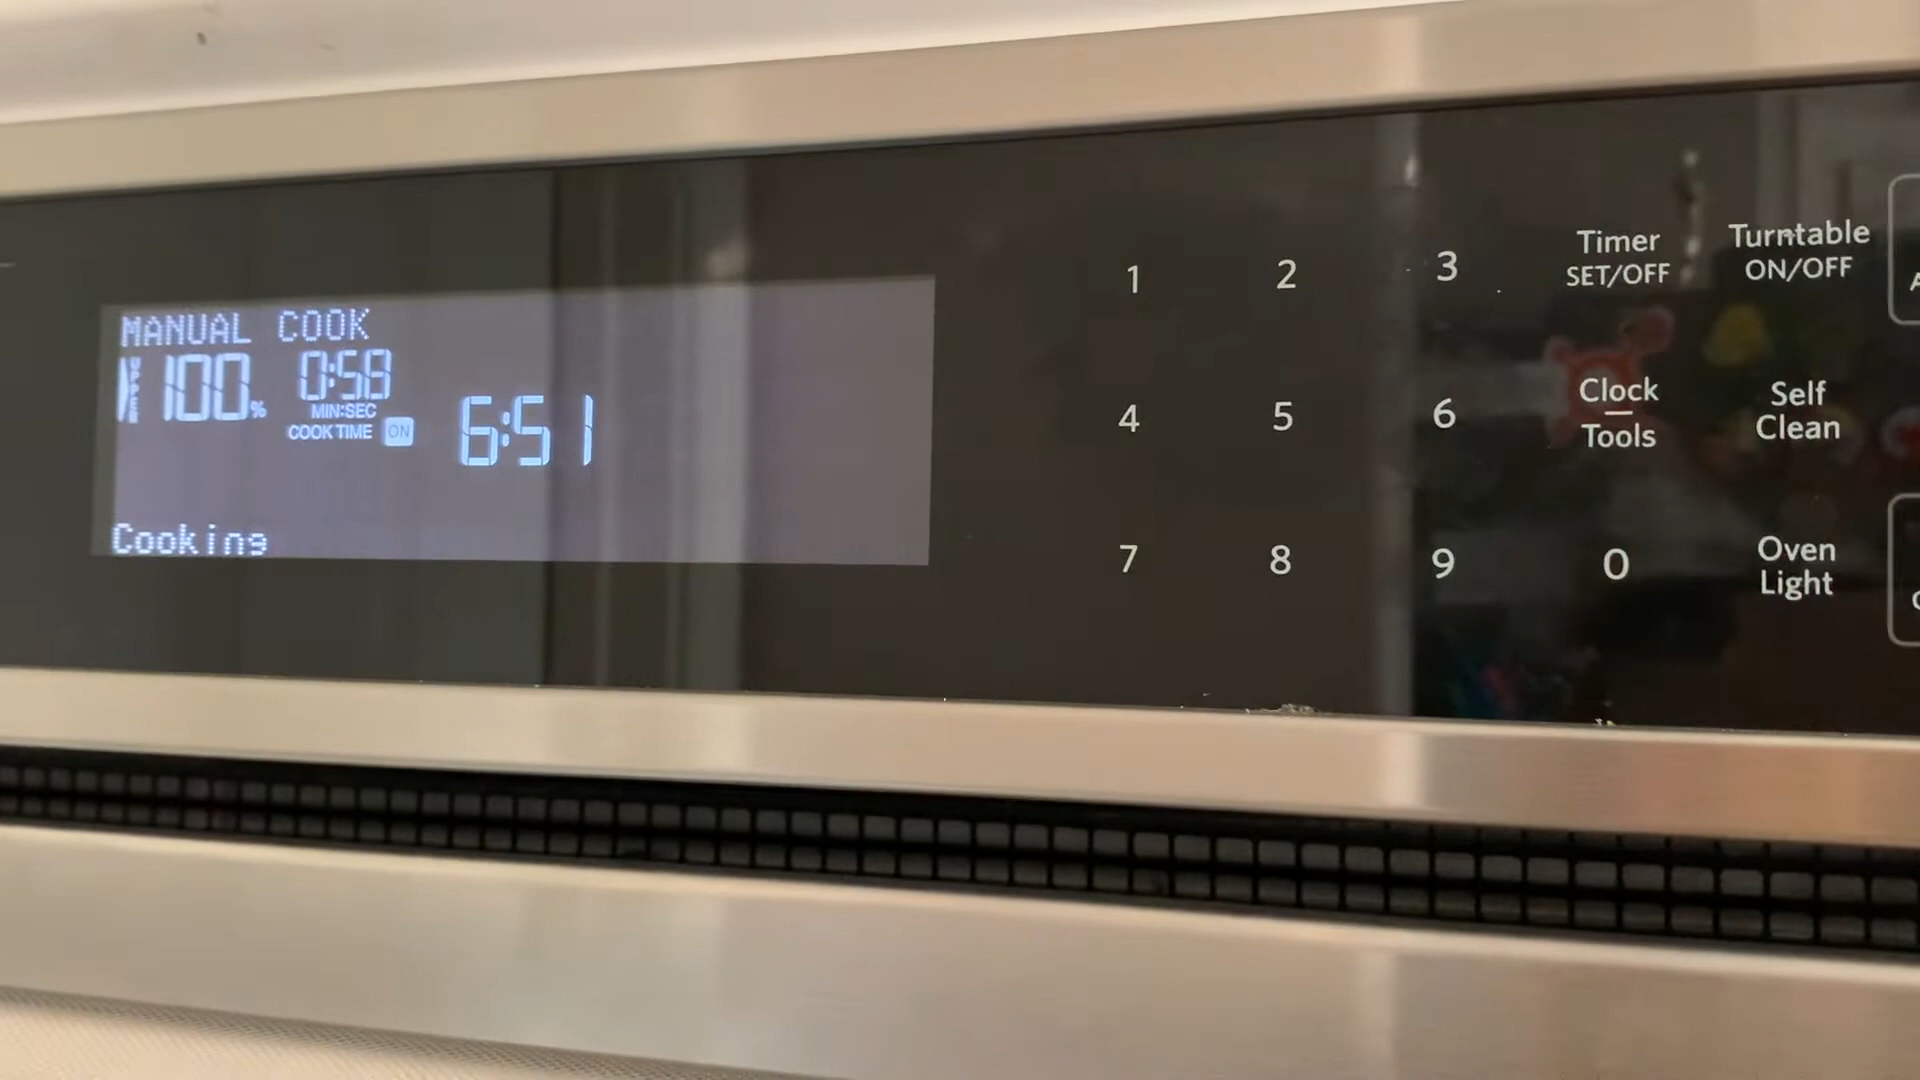 MANUAL COOK
UPPER 100% 0:58
MIN:SEC
COOK TIME ON
6:51
Cooking
1 2 3
4 5 6
7 8 9 0
Timer
SET/OFF
Turntable
ON/OFF
Clock
Tools
Self
Clean
Oven
Light